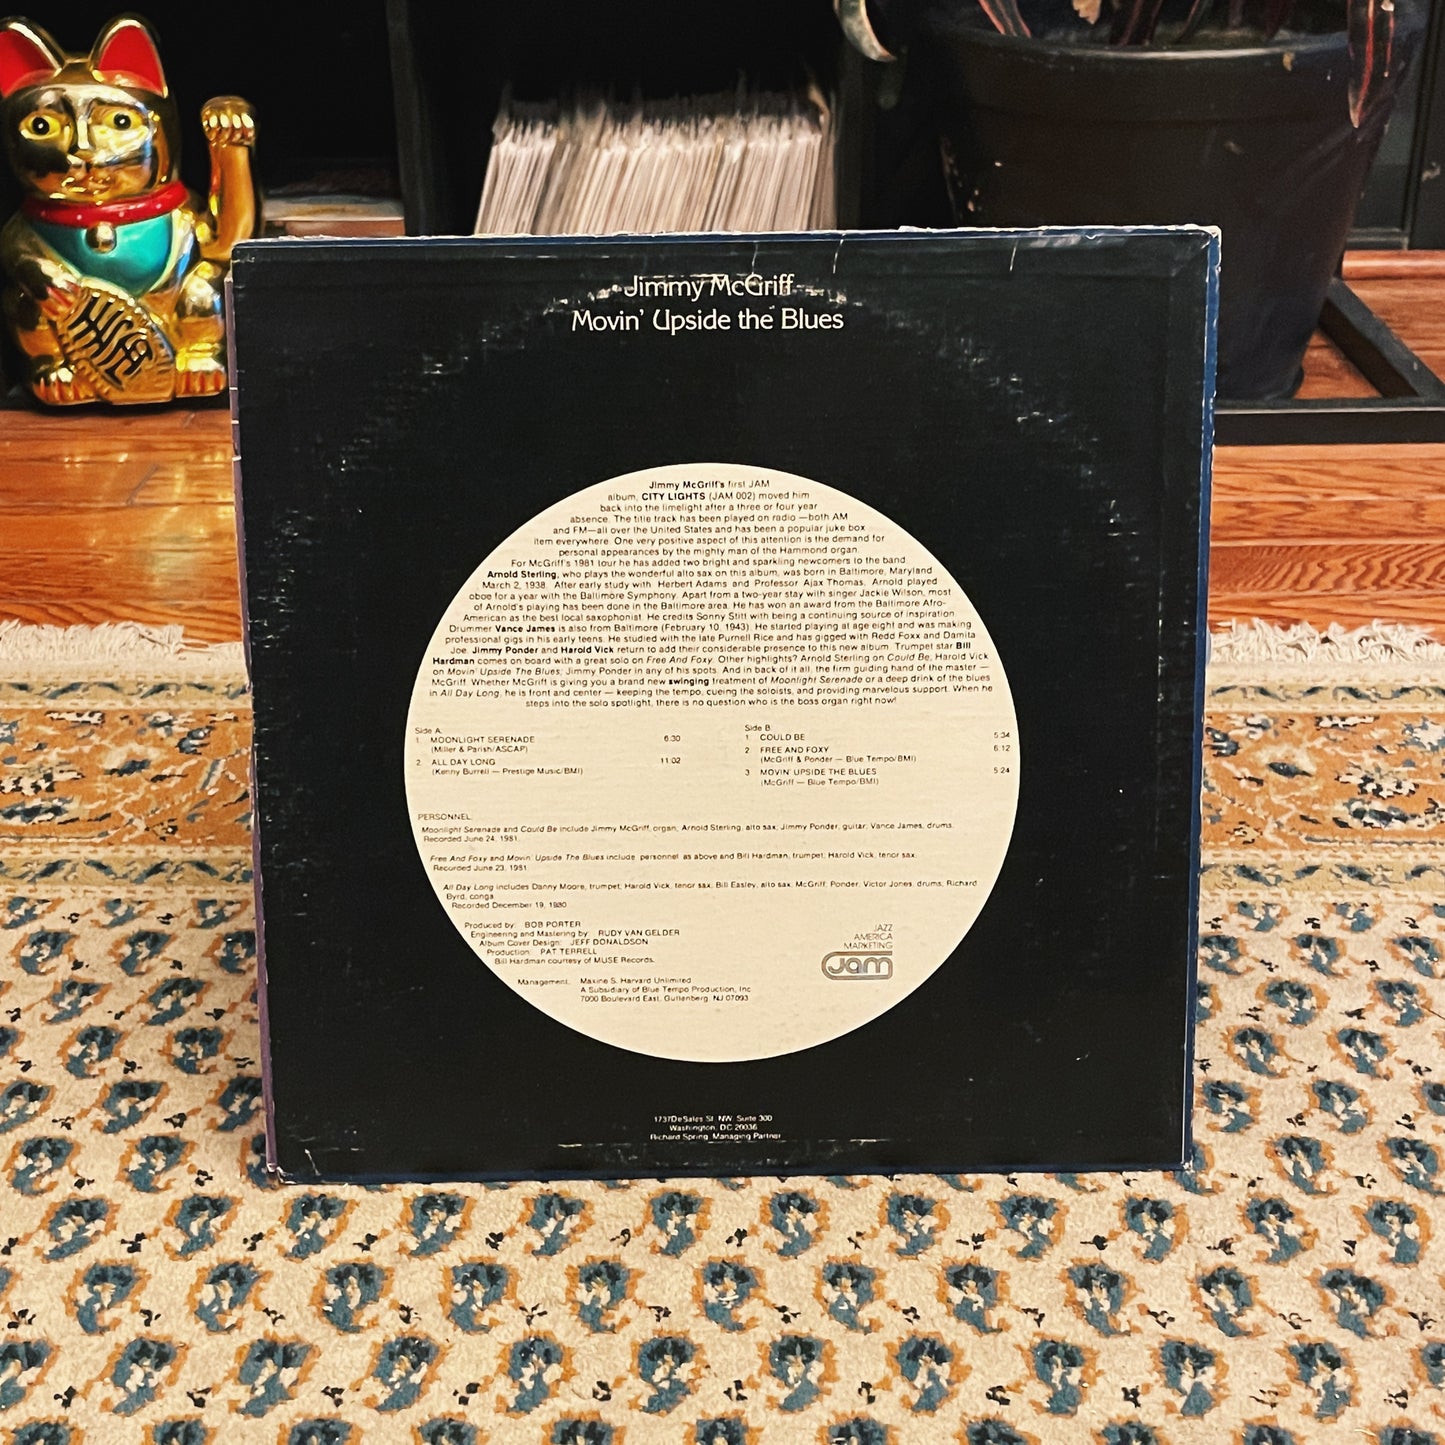 Jimmy McGriff
Movin' Upside the Blues
Jimmy McGriff's first JAM
album, CITY LIGHTS (JAM 002) moved him
back into the limelight after a three or four year
absence. The title track has been played on radio —both AM
and FM—all over the United States and has been a popular juke box
item everywhere. One very positive aspect of this attention is the demand for
personal appearances by the mighty man of the Hammond organ.
For McGriff's 1981 tour he has added two bright and sparkling newcomers to the band.
Arnold Sterling, who plays the wonderful alto sax on this album, was born in Baltimore, Maryland
March 2, 1938. After early study with Herbert Adams and Professor Ajax Thomas, Arnold played
oboe for a year with the Baltimore Symphony. Apart from a two-year stay with singer Jackie Wilson, most
of Arnold's playing has been done in the Baltimore area. He has won an award from the Baltimore Afro-
American as the best local saxophonist. He credits Sonny Stitt with being a continuing source of inspiration.
Drummer Vance James is also from Baltimore (February 10, 1943). He started playing at age eight and was making
professional gigs in his early teens. He studied with the late Purnell Rice and has gigged with Redd Foxx and Damita
Joe. Jimmy Ponder and Harold Vick return to add their considerable presence to this new album. Trumpet star Bill
Hardman comes on board with a great solo on Free And Foxy. Other highlights? Arnold Sterling on Could Be; Harold Vick
on Movin' Upside The Blues; Jimmy Ponder in any of his spots. And in back of it all, the firm guiding hand of the master —
McGriff. Whether McGriff is giving you a brand new swinging treatment of Moonlight Serenade or a deep drink of the blues
in All Day Long, he is front and center — keeping the tempo, cueing the soloists, and providing marvelous support. When he
steps into the solo spotlight, there is no question who is the boss organ right now!
Side A:
1. MOONLIGHT SERENADE 6:30
(Miller & Parish/ASCAP)
2. ALL DAY LONG 11:02
(Kenny Burrell — Prestige Music/BMI)
Side B
1 COULD BE 5:34
2 FREE AND FOXY 6:12
(McGriff & Ponder — Blue Tempo/BMI)
3 MOVIN' UPSIDE THE BLUES 5:24
(McGriff — Blue Tempo/BMI)
PERSONNEL:
Moonlight Serenade and Could Be include Jimmy McGriff, organ; Arnold Sterling, alto sax; Jimmy Ponder, guitar; Vance James, drums.
Recorded June 24, 1981.
Free And Foxy and Movin' Upside The Blues include personnel as above and Bill Hardman, trumpet; Harold Vick, tenor sax.
Recorded June 23, 1981
All Day Long includes Danny Moore, trumpet; Harold Vick, tenor sax; Bill Easley, alto sax; McGriff; Ponder; Victor Jones, drums; Richard
Byrd, conga
Recorded December 19, 1980
Produced by: BOB PORTER
Engineering and Mastering by: RUDY VAN GELDER
Album Cover Design: JEFF DONALDSON
Production: PAT TERRELL
Bill Hardman courtesy of MUSE Records.
JAZZ
AMERICA
MARKETING
Jam
Management: Maxine S. Harvard Unlimited
A Subsidiary of Blue Tempo Production, Inc
7000 Boulevard East, Guttenberg, NJ 07093
1737 DeSales St. NW, Suite 300
Washington, DC 20036
Richard Spring, Managing Partner